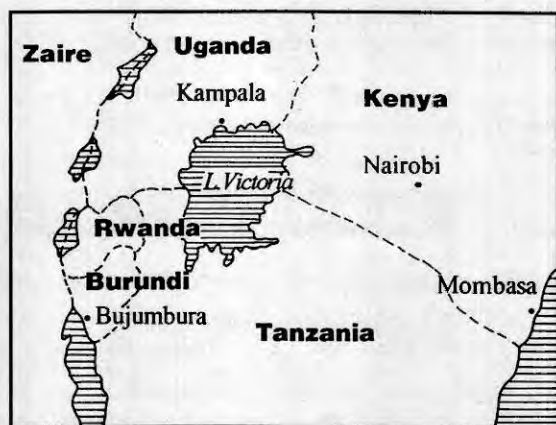 Zaire
Uganda
Kampala
Kenya
L. Victoria
Nairobi
Rwanda
Burundi
Mombasa
Bujumbura
Tanzania